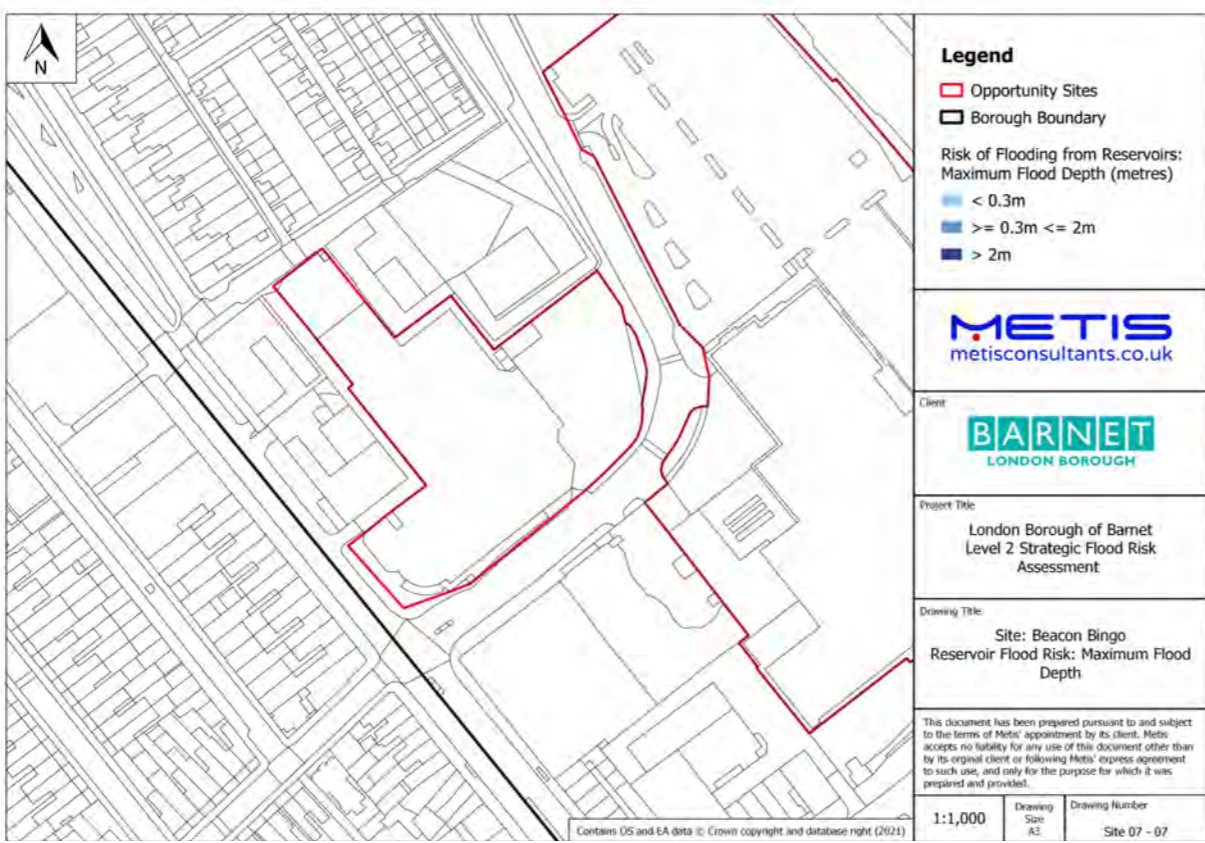 N
Legend
Opportunity Sites
Borough Boundary
Risk of Flooding from Reservoirs:
Maximum Flood Depth (metres)
< 0.3m
>= 0.3m <= 2m
> 2m
METIS
metisconsultants.co.uk
Client
BARNET
LONDON BOROUGH
Project Title
London Borough of Barnet
Level 2 Strategic Flood Risk
Assessment
Drawing Title
Site: Beacon Bingo
Reservoir Flood Risk: Maximum Flood
Depth
This document has been prepared pursuant to and subject
to the terms of Metis' appointment by its client. Metis
accepts no liability for any use of this document other than
by its orginal client or following Metis' express agreement
to such use, and only for the purpose for which it was
prepared and provided.
1:1,000
Drawing
Size
A3
Drawing Number
Site 07 - 07
Contains OS and EA data © Crown copyright and database right (2021)